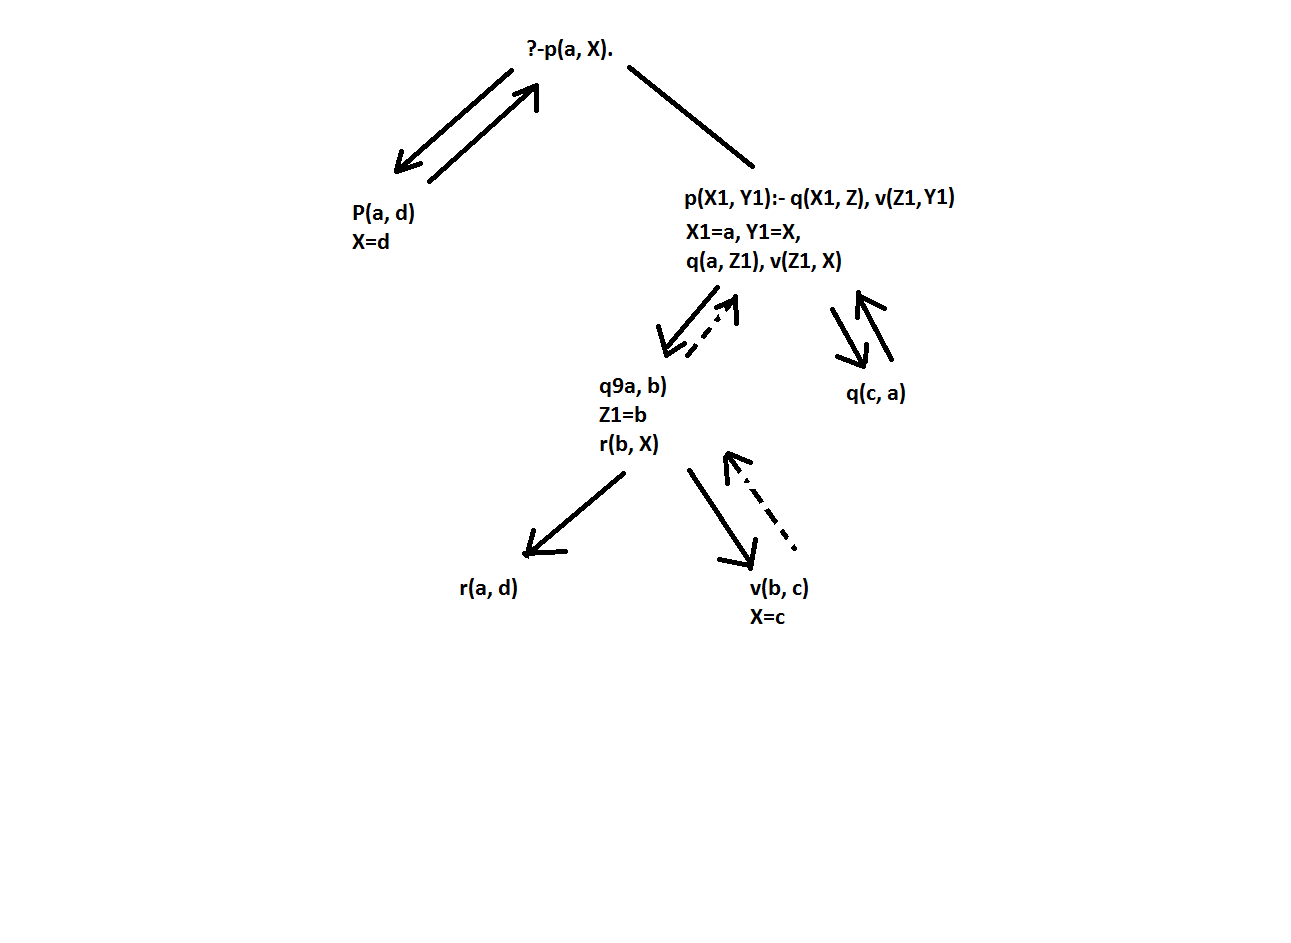 ?-p(a, X).
P(a, d)
X=d
p(X1, Y1):- q(X1, Z), v(Z1,Y1)
X1=a, Y1=X,
q(a, Z1), v(Z1, X)
q9a, b)
Z1=b
r(b, X)
q(c, a)
r(a, d)
v(b, c)
X=c